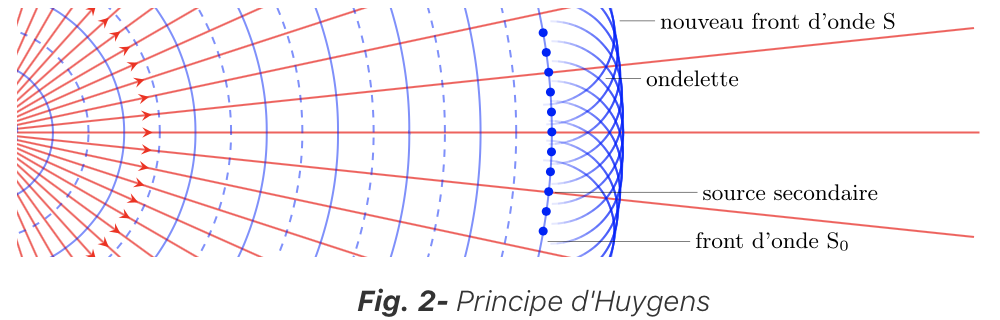 nouveau front d'onde S
ondelette
source secondaire
front d'onde S₀
Fig. 2- Principe d'Huygens